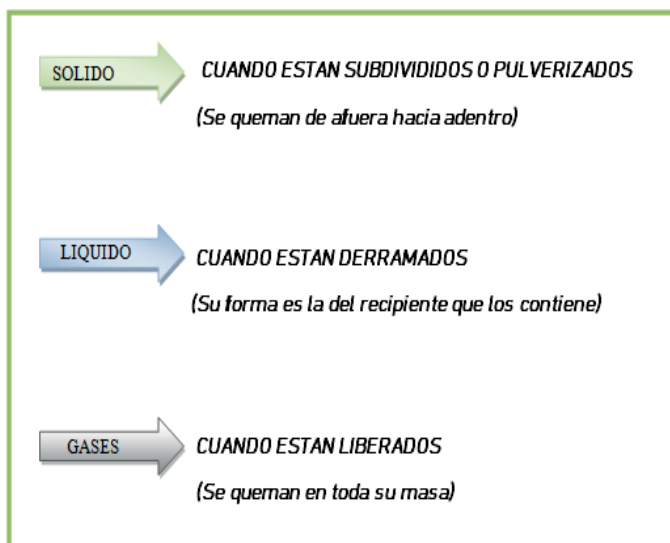 SOLIDO
CUANDO ESTAN SUBDIVIDIDOS O PULVERIZADOS
(Se queman de afuera hacia adentro)
LIQUIDO
CUANDO ESTAN DERRAMADOS
(Su forma es la del recipiente que los contiene)
GASES
CUANDO ESTAN LIBERADOS
(Se queman en toda su masa)